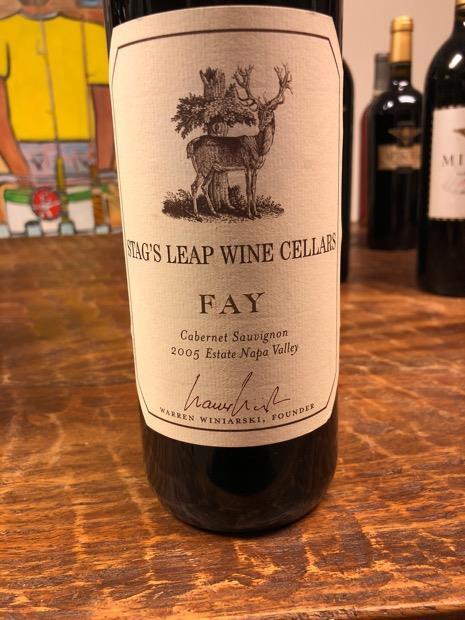 STAG'S LEAP WINE CELLARS
FAY
Cabernet Sauvignon
2005 Estate Napa Valley
WARREN WINIARSKI, FOUNDER